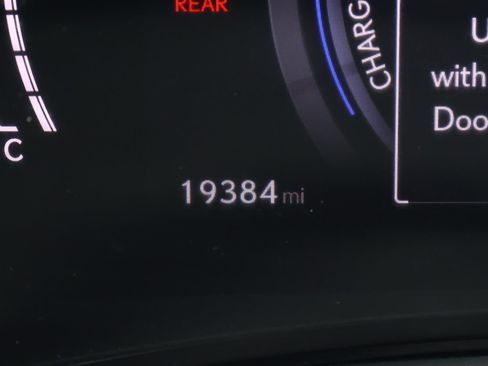 REAR
CHARG
U
with
Doo
C
19384 mi